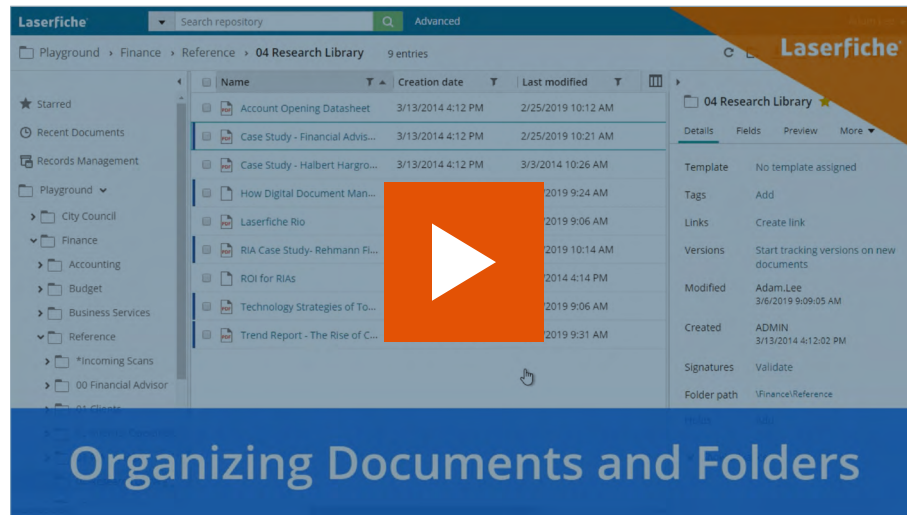 Laserfiche
Search repository
Advanced
Playground › Finance › Reference › 04 Research Library 9 entries
Laserfiche
Name Creation date Last modified
Account Opening Datasheet 3/13/2014 4:12 PM 2/25/2019 10:12 AM
Case Study - Financial Advis... 3/13/2014 4:12 PM 2/25/2019 10:21 AM
Case Study - Halbert Hargro... 3/13/2014 4:12 PM 3/3/2014 10:26 AM
How Digital Document Man... /2019 9:24 AM
Laserfiche Rio /2019 9:06 AM
RIA Case Study- Rehmann Fi... /2019 10:14 AM
ROI for RIAs /2014 4:14 PM
Technology Strategies of To... /2019 9:06 AM
Trend Report - The Rise of C... /2019 9:31 AM
Starred
Recent Documents
Records Management
Playground
City Council
Finance
Accounting
Budget
Business Services
Reference
*Incoming Scans
00 Financial Advisor
01 Clients
04 Research Library
Details Fields Preview More
Template No template assigned
Tags Add
Links Create link
Versions Start tracking versions on new
documents
Modified Adam.Lee
3/6/2019 9:09:05 AM
Created ADMIN
3/13/2014 4:12:02 PM
Signatures Validate
Folder path \Finance\Reference
Organizing Documents and Folders